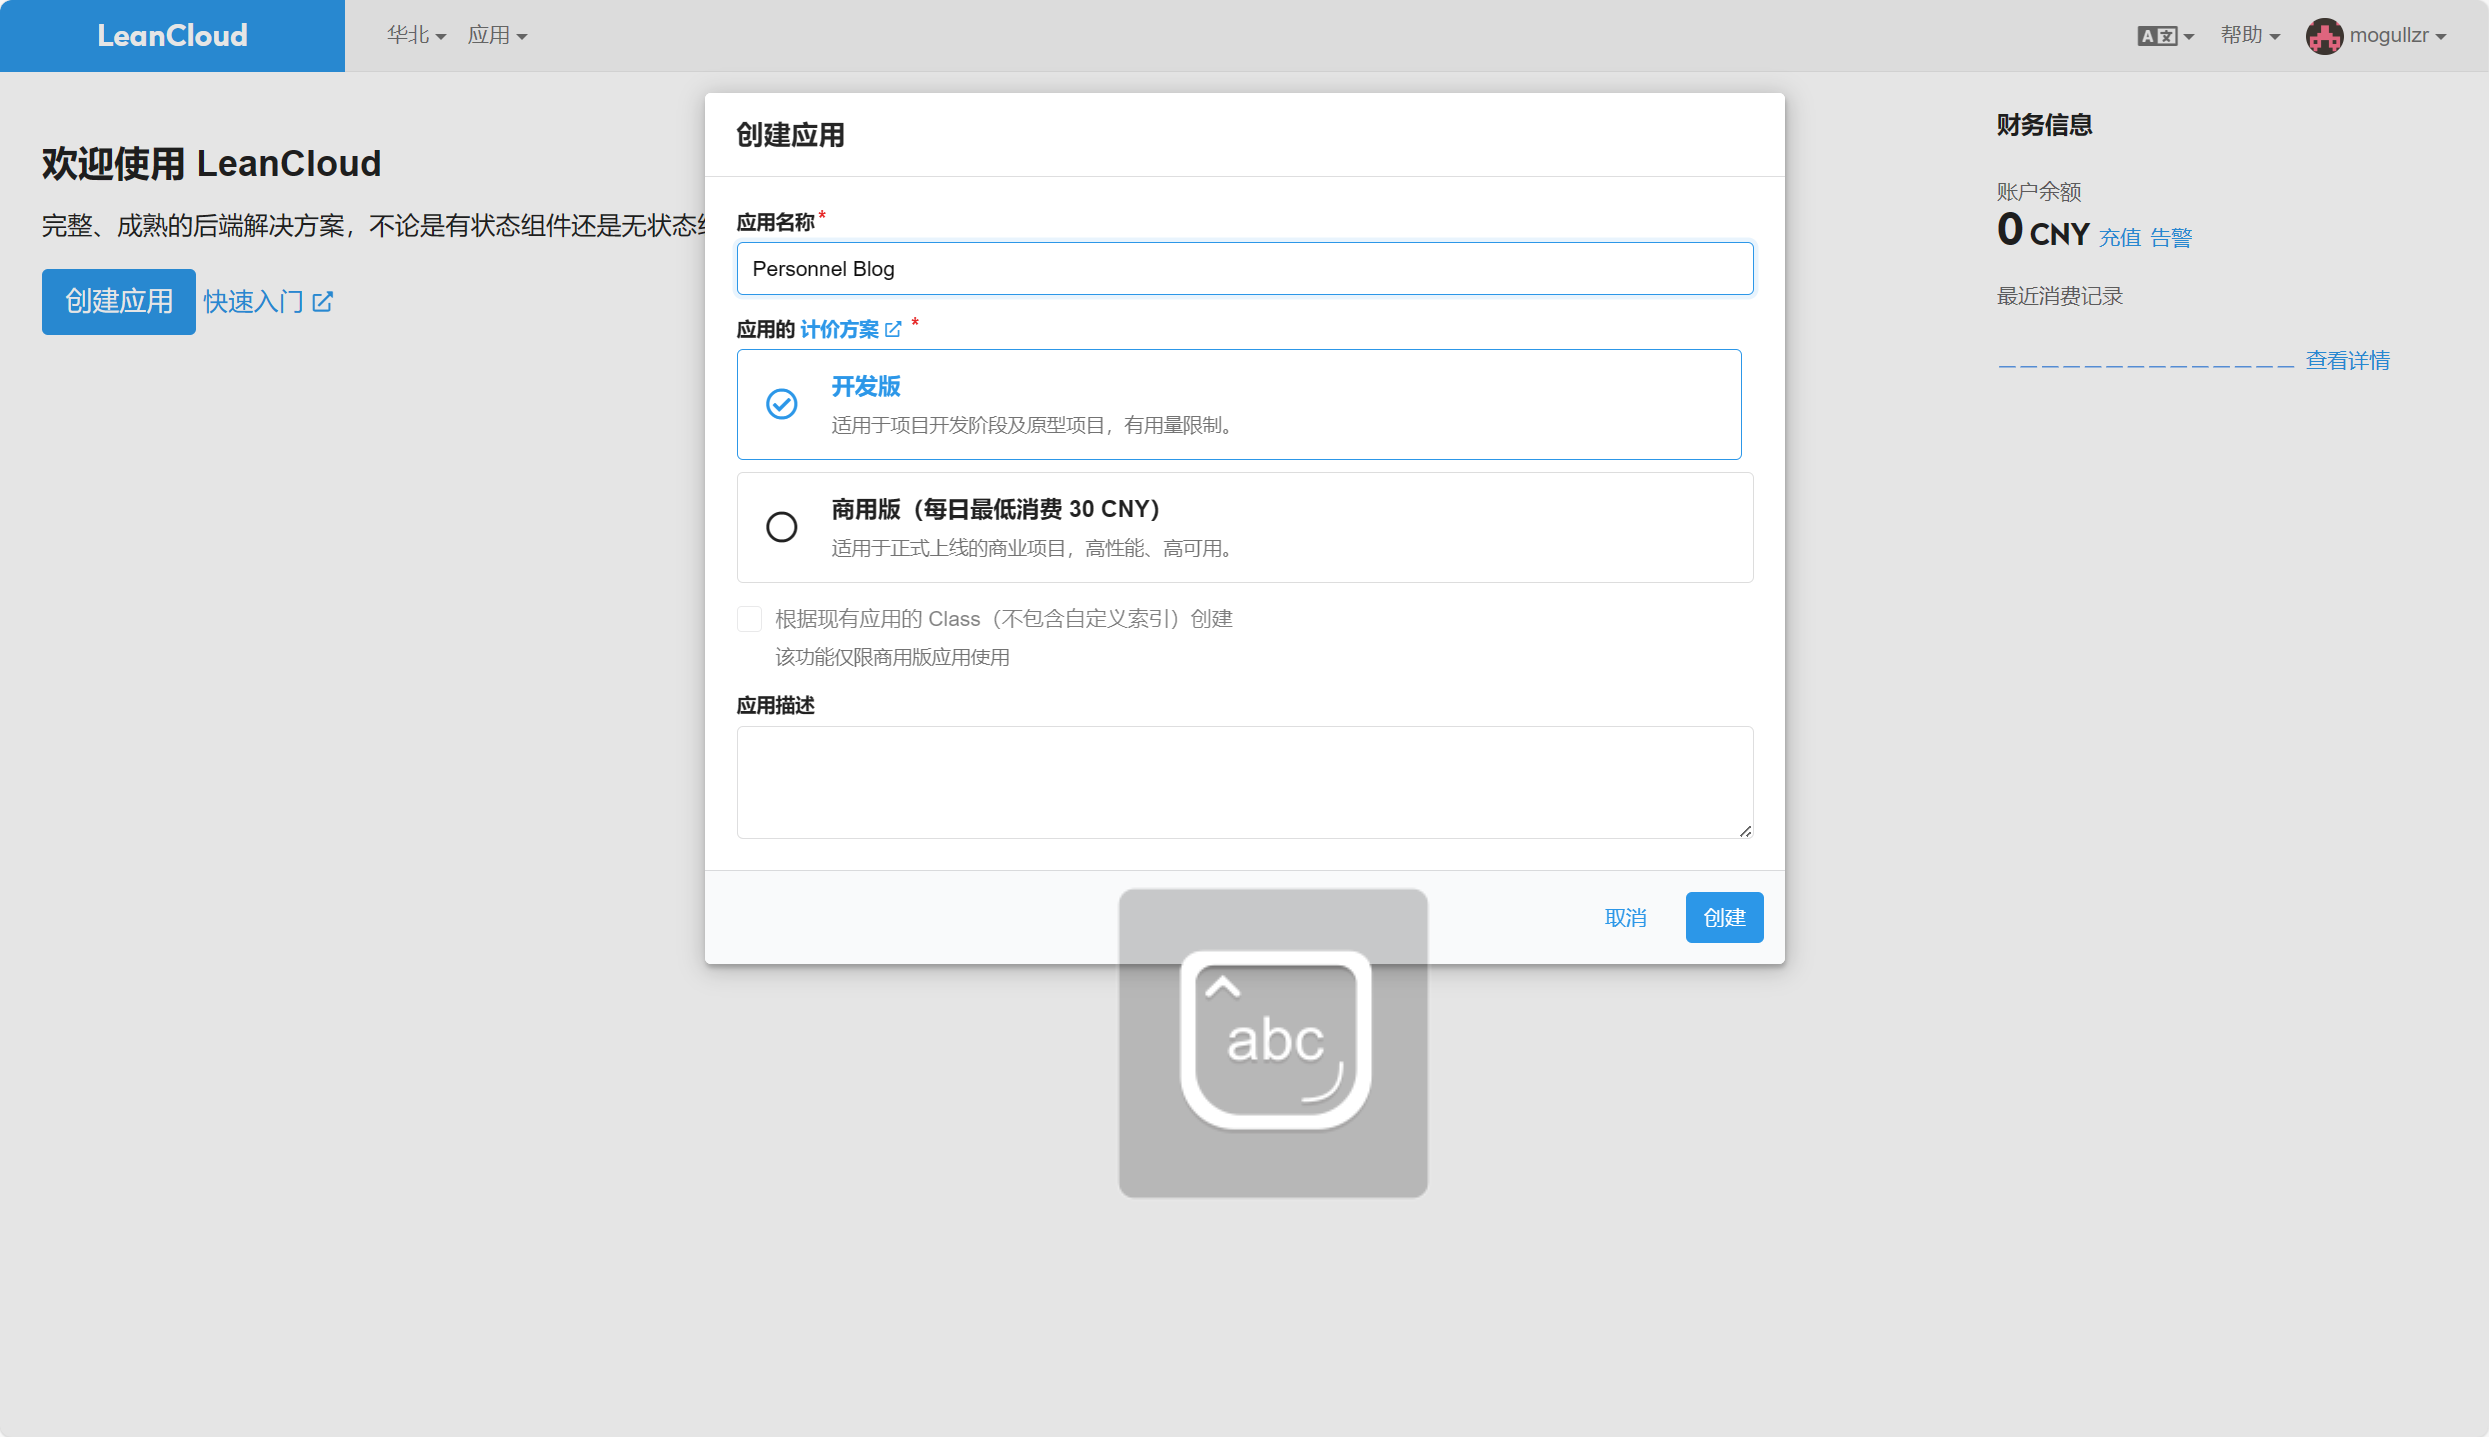 LeanCloud
华北
应用
A文
帮助
mogullzr
欢迎使用 LeanCloud
完整、成熟的后端解决方案，不论是有状态组件还是无状态
创建应用
快速入门
创建应用
应用名称*
Personnel Blog
应用的 计价方案 *
开发版
适用于项目开发阶段及原型项目，有用量限制。
商用版（每日最低消费 30 CNY）
适用于正式上线的商业项目，高性能、高可用。
根据现有应用的 Class（不包含自定义索引）创建
该功能仅限商用版应用使用
应用描述
取消
创建
abc
财务信息
账户余额
0 CNY 充值 告警
最近消费记录
查看详情